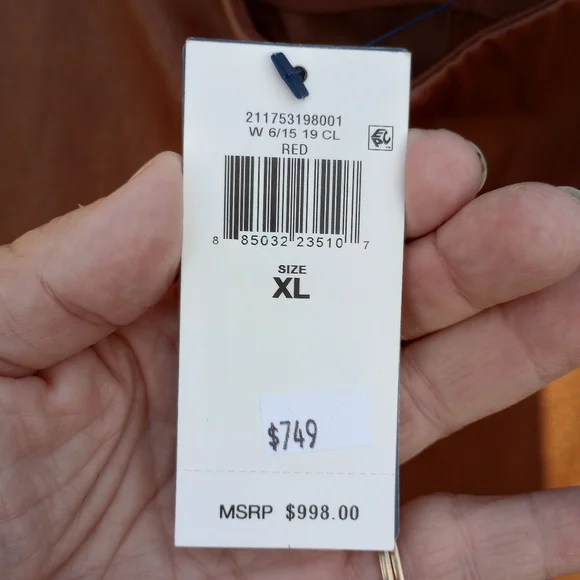 211753198001
W 6/15 19 CL
RED
8 85032 23510 7
SIZE
XL
$749
MSRP $998.00